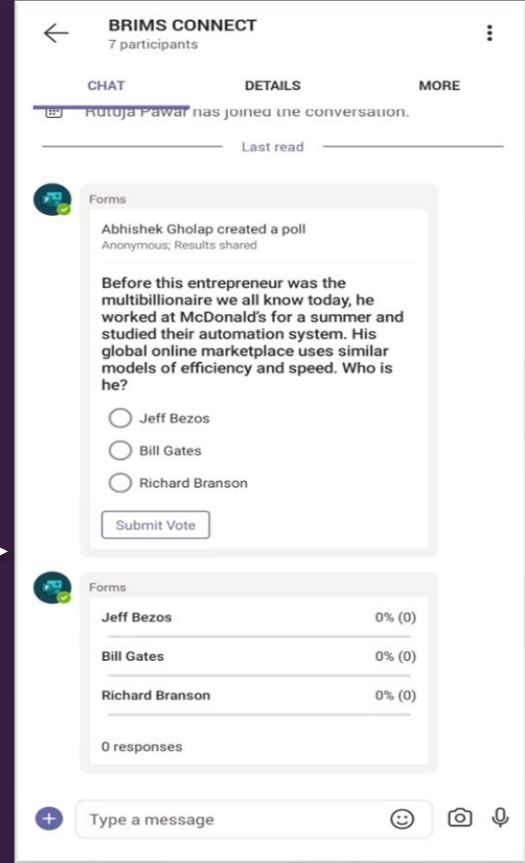 BRIMS CONNECT
7 participants
CHAT DETAILS MORE
Rutuja Pawar has joined the conversation.
Last read
Forms
Abhishek Gholap created a poll
Anonymous; Results shared
Before this entrepreneur was the
multibillionaire we all know today, he
worked at McDonald's for a summer and
studied their automation system. His
global online marketplace uses similar
models of efficiency and speed. Who is
he?
Jeff Bezos
Bill Gates
Richard Branson
Submit Vote
Forms
Jeff Bezos 0% (0)
Bill Gates 0% (0)
Richard Branson 0% (0)
0 responses
Type a message